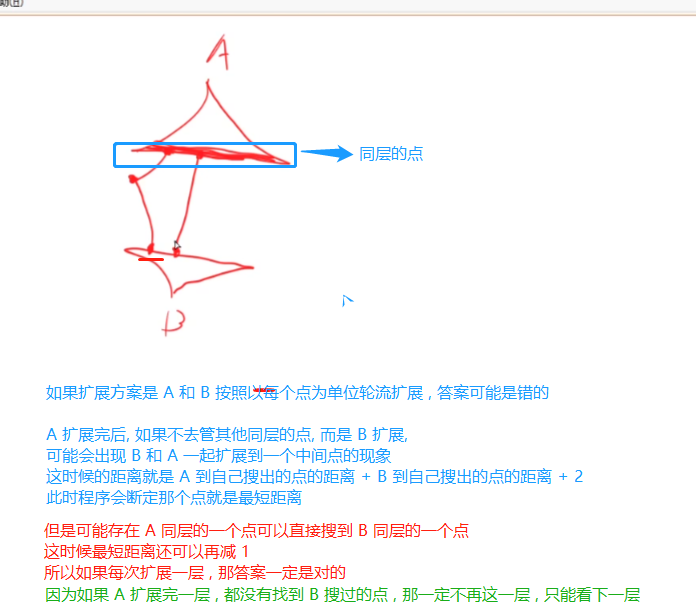 A
同层的点
B
如果扩展方案是 A 和 B 按照以每个点为单位轮流扩展 , 答案可能是错的
A 扩展完后, 如果不去管其他同层的点, 而是 B 扩展,
可能会出现 B 和 A 一起扩展到一个中间点的现象
这时候的距离就是 A 到自己搜出的点的距离 + B 到自己搜出的点的距离 + 2
此时程序会断定那个点就是最短距离
但是可能存在 A 同层的一个点可以直接搜到 B 同层的一个点
这时候最短距离还可以再减 1
所以如果每次扩展一层 , 那答案一定是对的
因为如果 A 扩展完一层 , 都没有找到 B 搜过的点 , 那一定不再这一层 , 只能看下一层